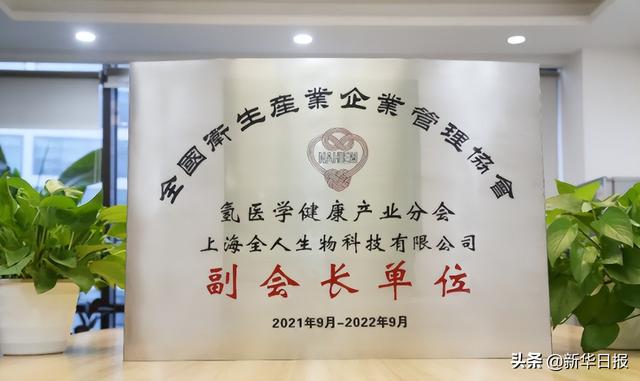 全國衛生産業企業管理協會
NAHIEM
氢医学健康产业分会
上海全人生物科技有限公司
副会长单位
2021年9月-2022年9月
头条 @新华日报